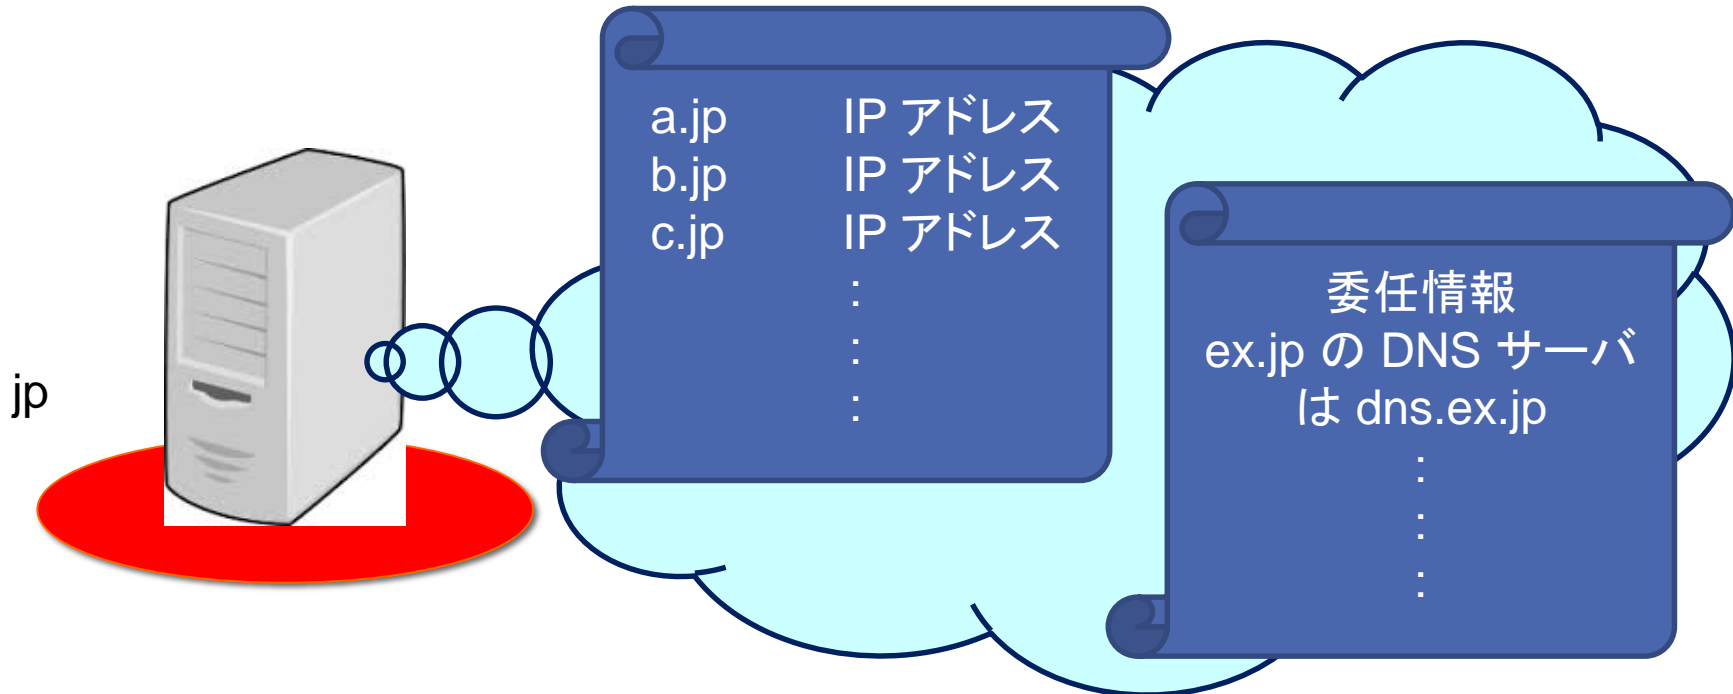 jp
a.jp IP アドレス
b.jp IP アドレス
c.jp IP アドレス
:
:
:
委任情報
ex.jp の DNS サーバ
は dns.ex.jp
:
:
: